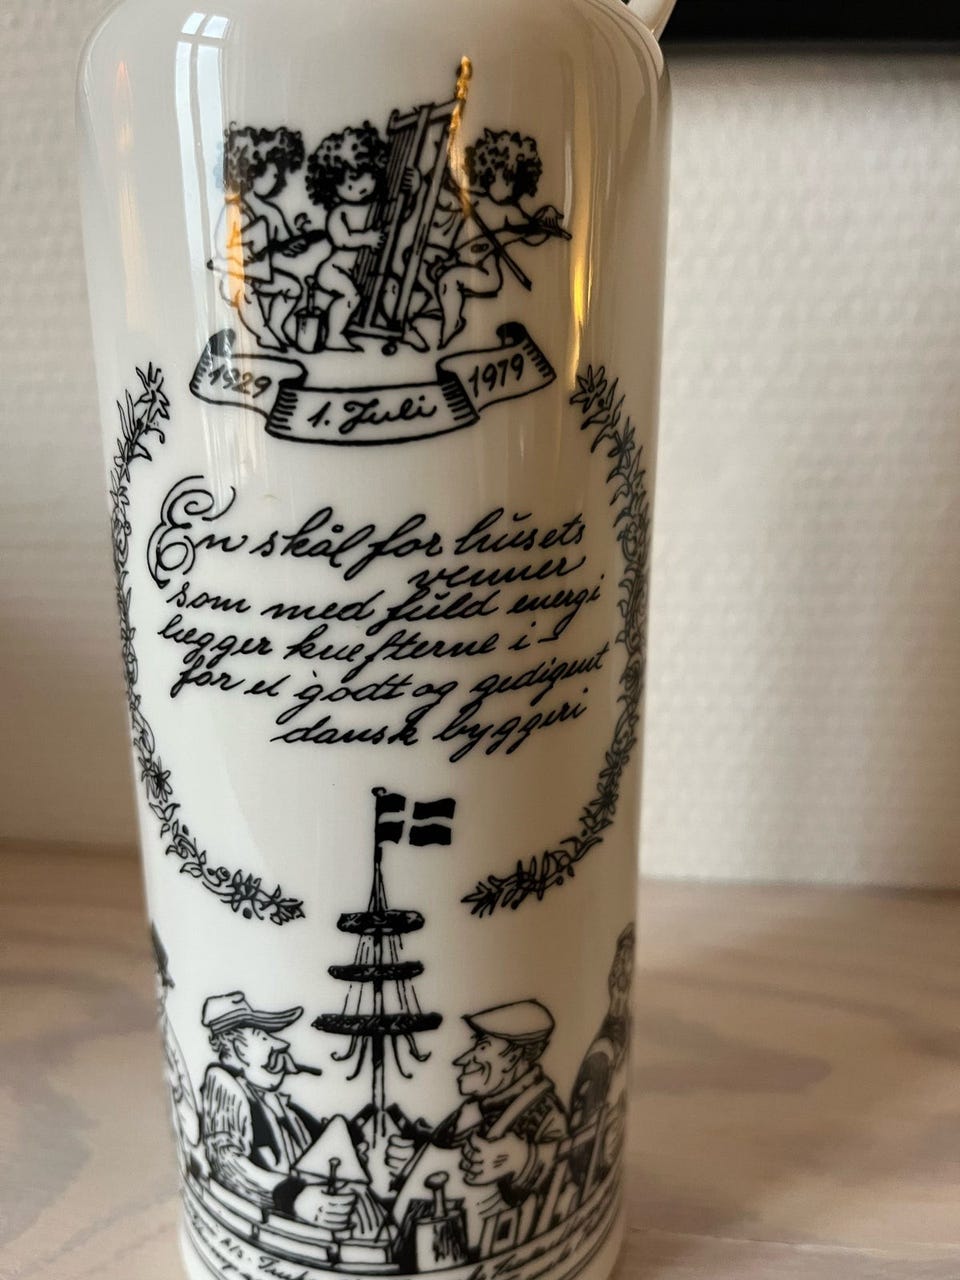 1929
1. Juli
1979
En skål for husets
venner
som med fuld energi
lægger kræfterne i -
for et godt og gedigent
dansk byggeri